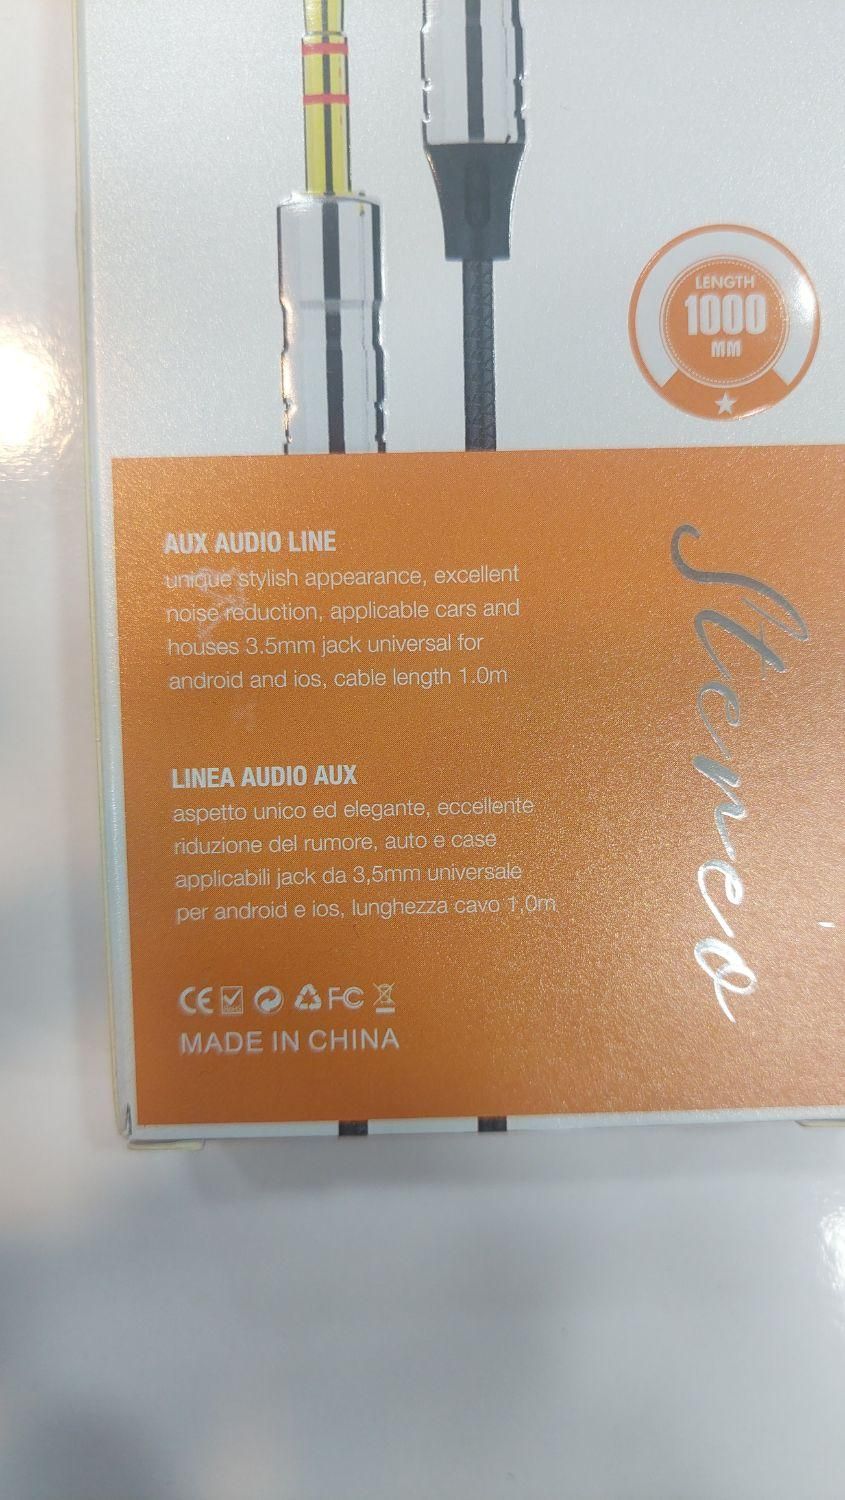 LENGTH
1000
MM
AUX AUDIO LINE
unique stylish appearance, excellent
noise reduction, applicable cars and
houses 3.5mm jack universal for
android and ios, cable length 1.0m
LINEA AUDIO AUX
aspetto unico ed elegante, eccellente
riduzione del rumore, auto e case
applicabili jack da 3,5mm universale
per android e ios, lunghezza cavo 1,0m
CE RoHS FC
MADE IN CHINA
Stereo